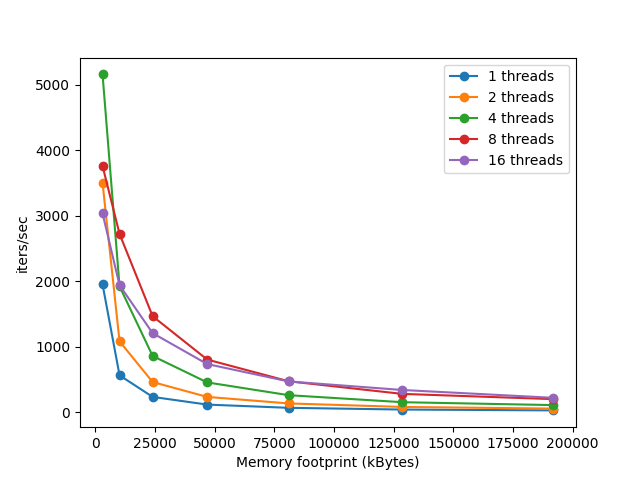 5000
4000
3000
2000
1000
0
iters/sec
1 threads
2 threads
4 threads
8 threads
16 threads
0 25000 50000 75000 100000 125000 150000 175000 200000
Memory footprint (kBytes)